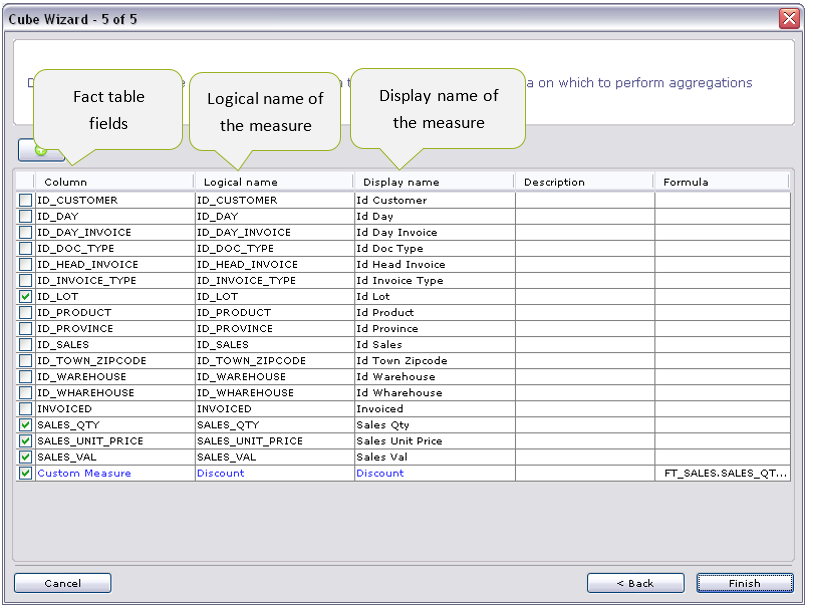 Cube Wizard - 5 of 5
a on which to perform aggregations
Fact table
fields
Logical name of
the measure
Display name of
the measure
Column Logical name Display name Description Formula
ID_CUSTOMER ID_CUSTOMER Id Customer
ID_DAY ID_DAY Id Day
ID_DAY_INVOICE ID_DAY_INVOICE Id Day Invoice
ID_DOC_TYPE ID_DOC_TYPE Id Doc Type
ID_HEAD_INVOICE ID_HEAD_INVOICE Id Head Invoice
ID_INVOICE_TYPE ID_INVOICE_TYPE Id Invoice Type
ID_LOT ID_LOT Id Lot
ID_PRODUCT ID_PRODUCT Id Product
ID_PROVINCE ID_PROVINCE Id Province
ID_SALES ID_SALES Id Sales
ID_TOWN_ZIPCODE ID_TOWN_ZIPCODE Id Town Zipcode
ID_WAREHOUSE ID_WAREHOUSE Id Warehouse
ID_WHAREHOUSE ID_WHAREHOUSE Id Wharehouse
INVOICED INVOICED Invoiced
SALES_QTY SALES_QTY Sales Qty
SALES_UNIT_PRICE SALES_UNIT_PRICE Sales Unit Price
SALES_VAL SALES_VAL Sales Val
Custom Measure Discount Discount FT_SALES.SALES_QT...
Cancel < Back Finish